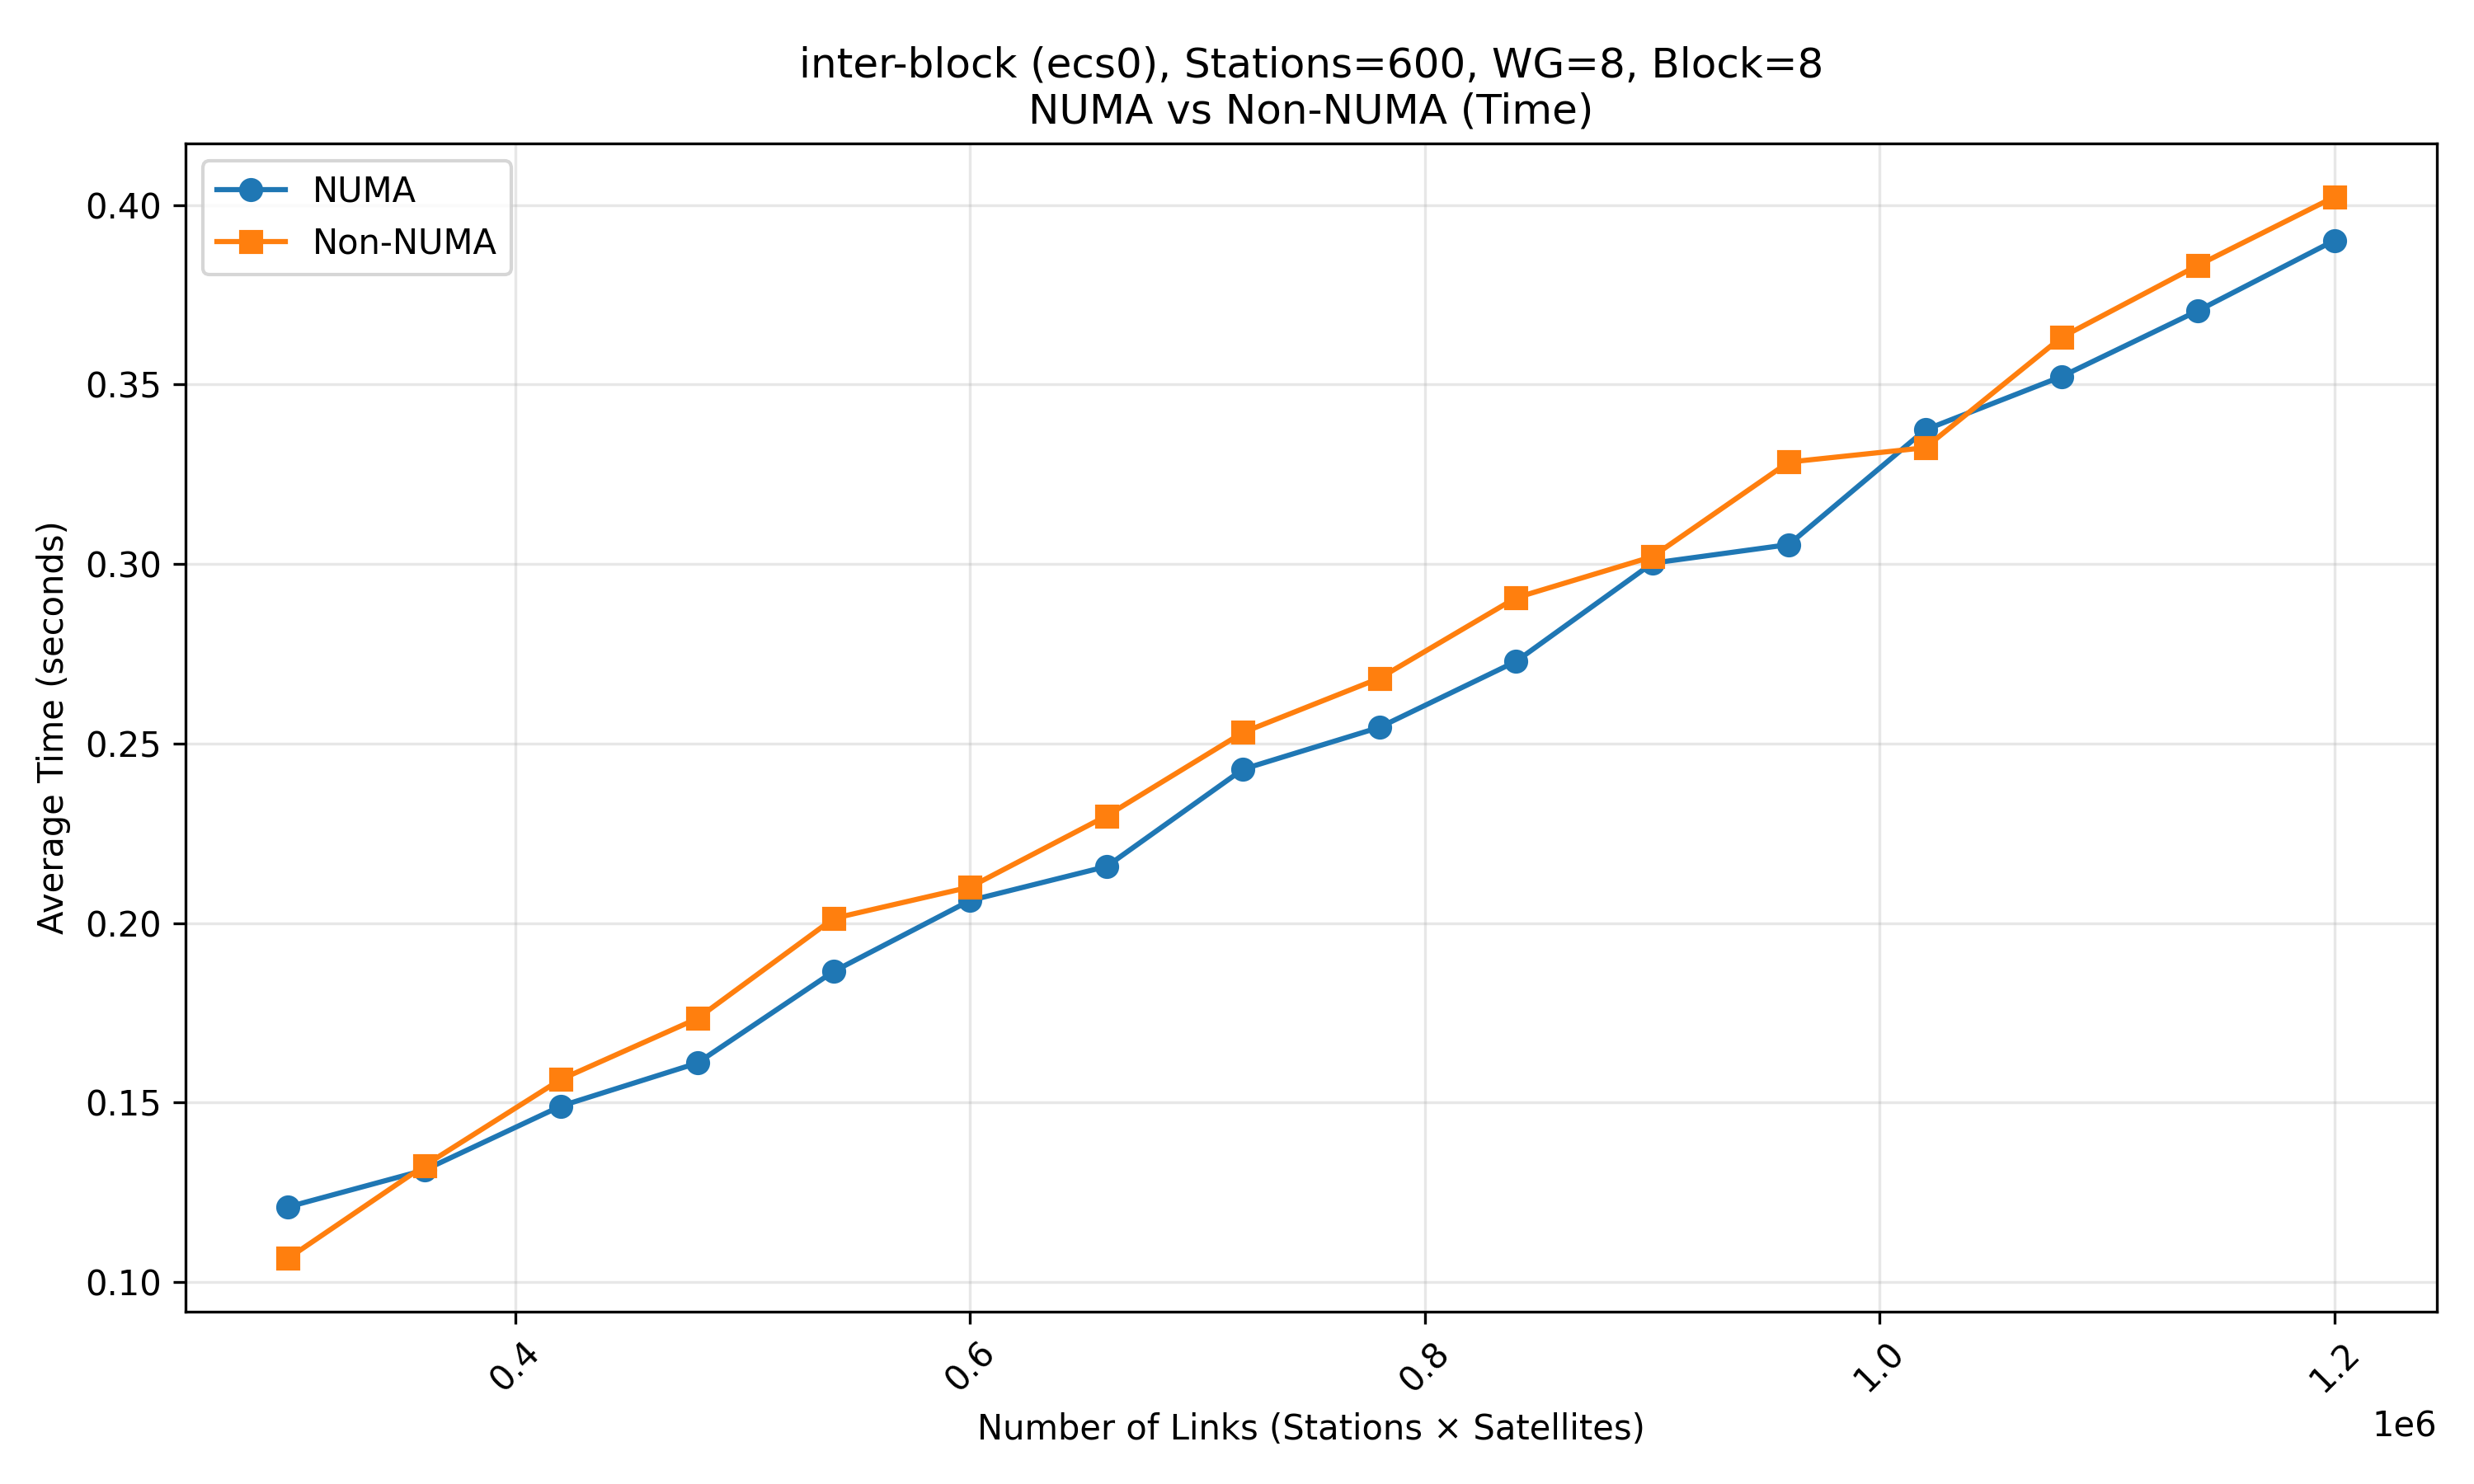 inter-block (ecs0), Stations=600, WG=8, Block=8
NUMA vs Non-NUMA (Time)
NUMA
Non-NUMA
Average Time (seconds)
0.40
0.35
0.30
0.25
0.20
0.15
0.10
0.4
0.6
0.8
1.0
1.2
1e6
Number of Links (Stations × Satellites)